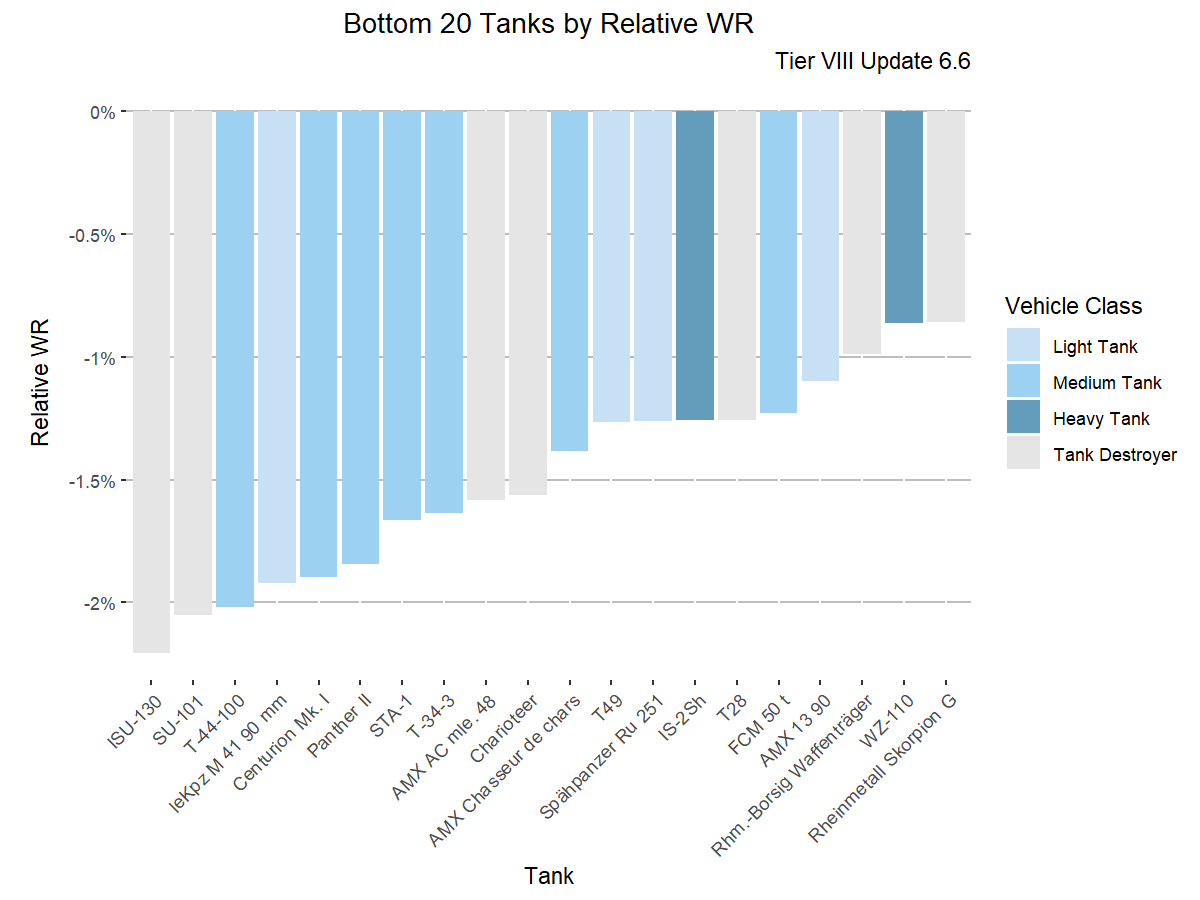 Bottom 20 Tanks by Relative WR
Tier VIII Update 6.6
0%
-0.5%
-1%
-1.5%
-2%
Relative WR
ISU-130
SU-101
T-44-100
leKpz M 41 90 mm
Centurion Mk. I
Panther II
STA-1
T-34-3
AMX AC mle. 48
Charioteer
AMX Chasseur de chars
T49
Spähpanzer Ru 251
IS-2Sh
T28
FCM 50 t
AMX 13 90
Rhm.-Borsig Waffenträger
WZ-110
Rheinmetall Skorpion G
Tank
Vehicle Class
Light Tank
Medium Tank
Heavy Tank
Tank Destroyer